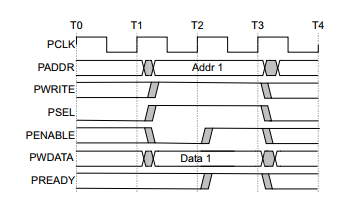 T0 T1 T2 T3 T4
PCLK
PADDR Addr 1
PWRITE
PSEL
PENABLE
PWDATA Data 1
PREADY